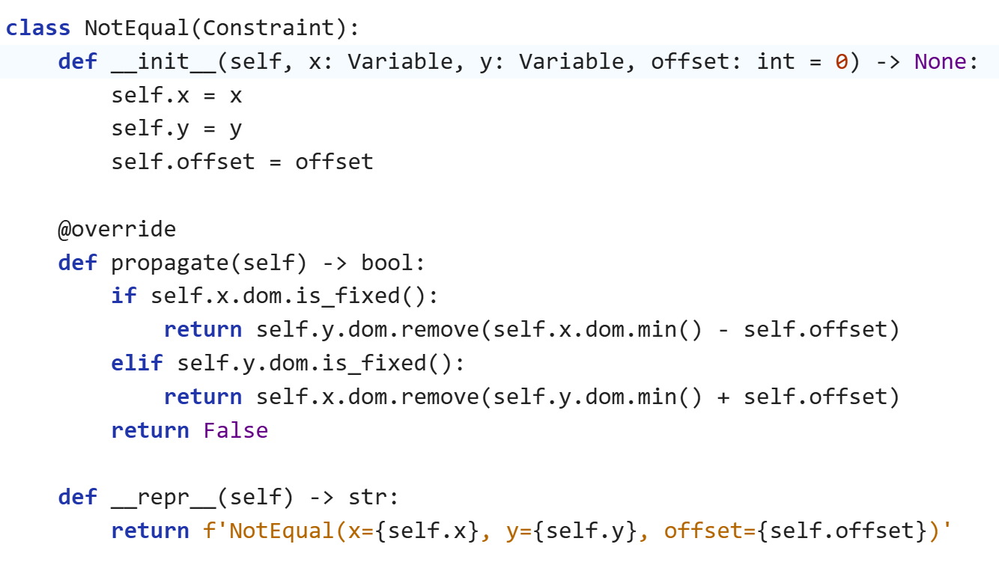 class NotEqual(Constraint):
    def __init__(self, x: Variable, y: Variable, offset: int = 0) -> None:
        self.x = x
        self.y = y
        self.offset = offset

    @override
    def propagate(self) -> bool:
        if self.x.dom.is_fixed():
            return self.y.dom.remove(self.x.dom.min() - self.offset)
        elif self.y.dom.is_fixed():
            return self.x.dom.remove(self.y.dom.min() + self.offset)
        return False

    def __repr__(self) -> str:
        return f'NotEqual(x={self.x}, y={self.y}, offset={self.offset})'